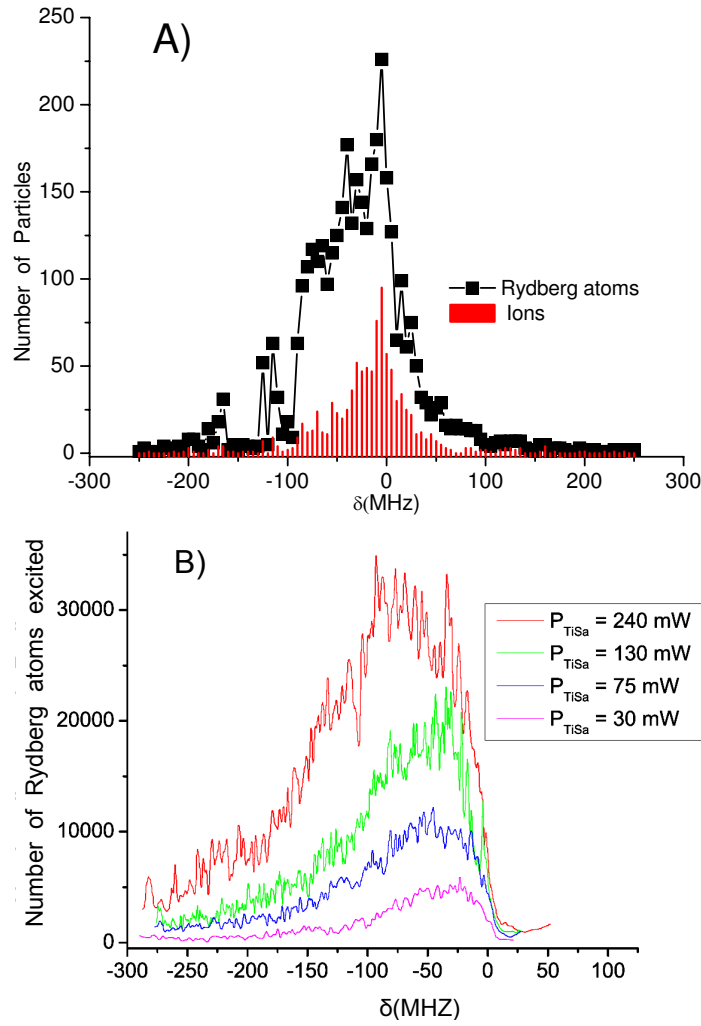 A)
250
200
150
100
50
0
Number of Particles
Rydberg atoms
Ions
-300 -200 -100 0 100 200 300
δ(MHz)
B)
30000
20000
10000
0
Number of Rydberg atoms excited
P_TiSa = 240 mW
P_TiSa = 130 mW
P_TiSa = 75 mW
P_TiSa = 30 mW
-300 -250 -200 -150 -100 -50 0 50 100
δ(MHZ)